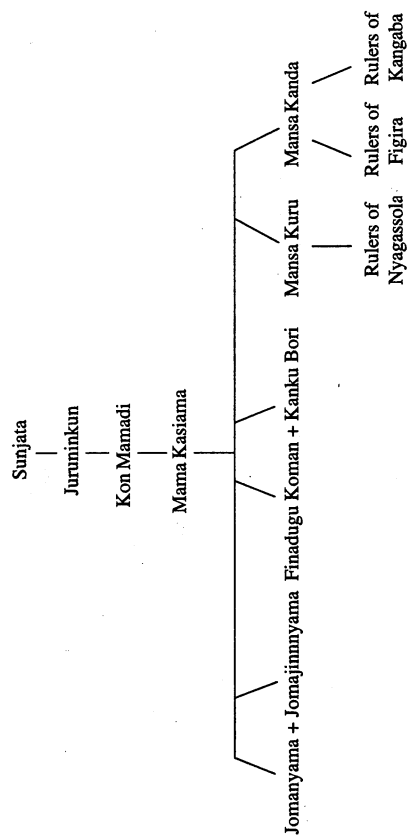 Sunjata
Juruninkun
Kon Mamadi
Mama Kasiama
Jomanyama + Jomajinnnyama Finadugu Koman + Kanku Bori Mansa Kuru Mansa Kanda
Rulers of Rulers of Rulers of
Nyagassola Figira Kangaba